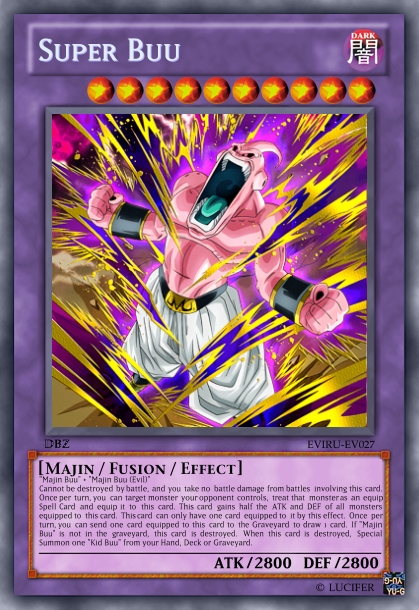 SUPER BUU
DARK
闇
M
DBZ
EVIRU-EV027
[MAJIN / FUSION / EFFECT]
"Majin Buu" + "Majin Buu (Evil)"
Cannot be destroyed by battle, and you take no battle damage from battles involving this card.
Once per turn, you can target monster your opponent controls, treat that monster as an equip
Spell Card and equip it to this card. This card gains half the ATK and DEF of all monsters
equipped to this card. This card can only have one card equipped to it by this effect. Once per
turn, you can send one card equipped to this card to the Graveyard to draw 1 card. If "Majin
Buu" is not in the graveyard, this card is destroyed. When this card is destroyed, Special
Summon one "Kid Buu" from your Hand, Deck or Graveyard.
ATK/2800 DEF/2800
© LUCIFER
YU-G
YU-G